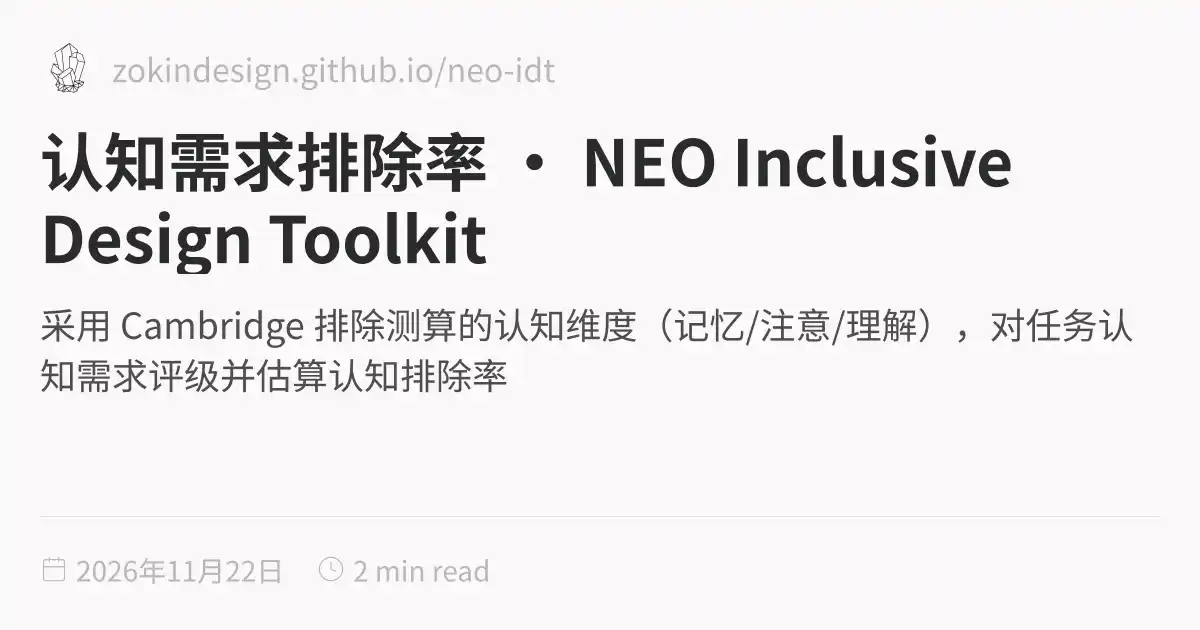 zokindesign.github.io/neo-idt
认知需求排除率 · NEO Inclusive
Design Toolkit
采用 Cambridge 排除测算的认知维度（记忆/注意/理解），对任务认
知需求评级并估算认知排除率
2026年11月22日 2 min read